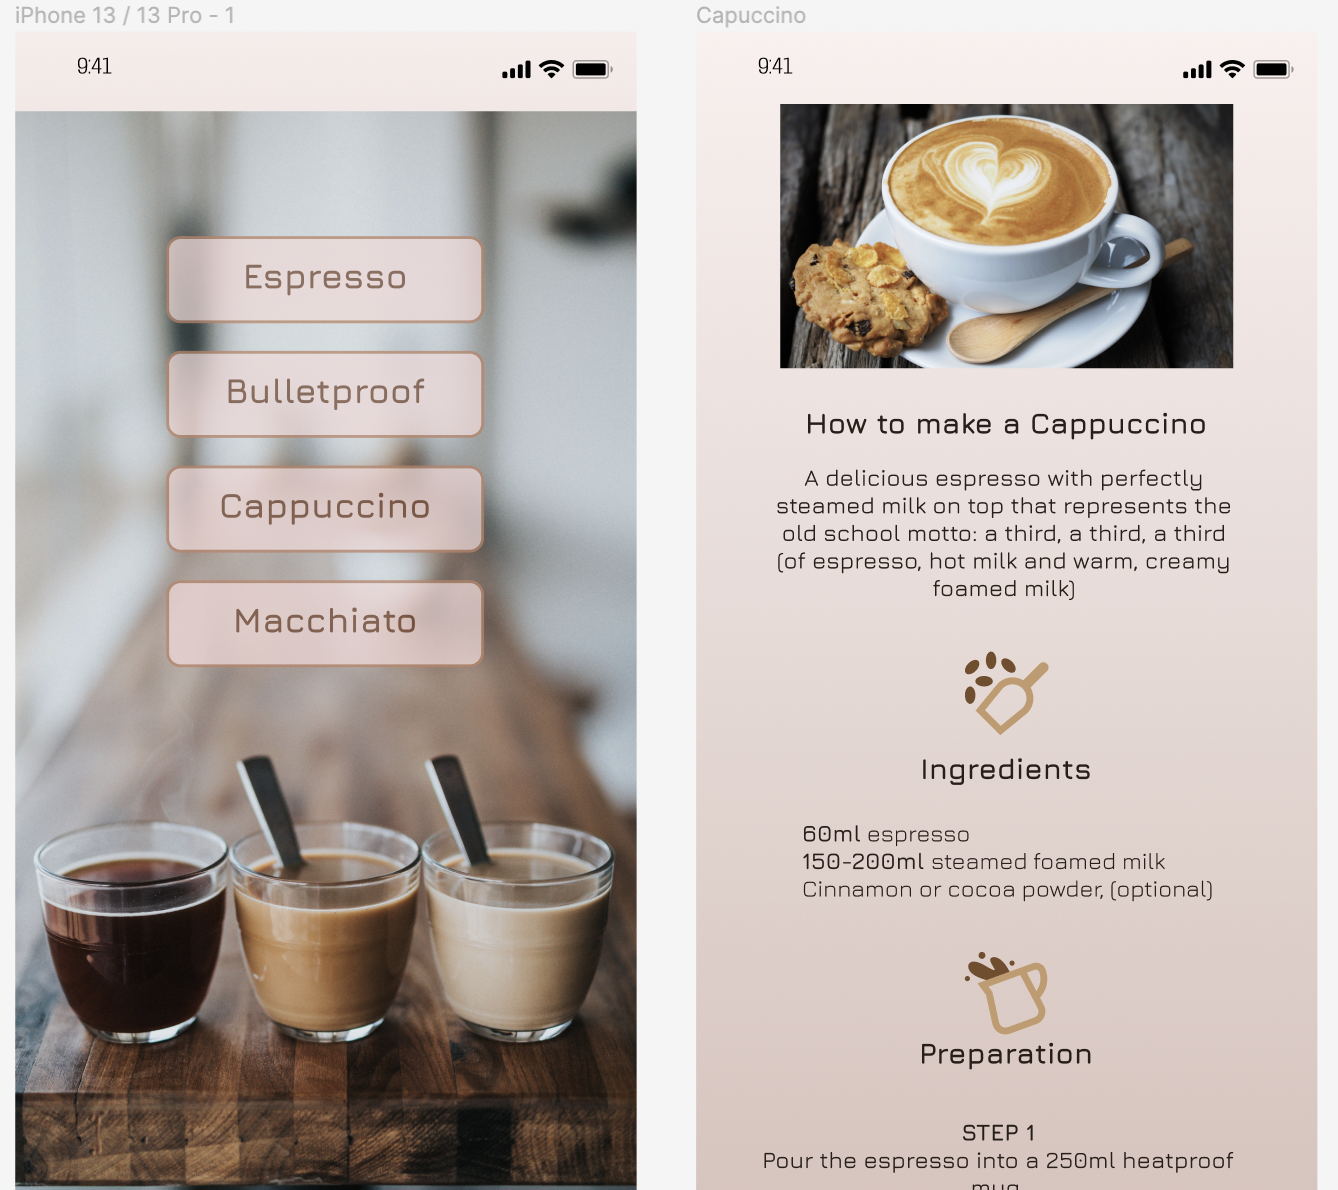 iPhone 13 / 13 Pro - 1
9:41
Espresso
Bulletproof
Cappuccino
Macchiato
Capuccino
9:41
How to make a Cappuccino
A delicious espresso with perfectly
steamed milk on top that represents the
old school motto: a third, a third, a third
(of espresso, hot milk and warm, creamy
foamed milk)
Ingredients
60ml espresso
150-200ml steamed foamed milk
Cinnamon or cocoa powder, (optional)
Preparation
STEP 1
Pour the espresso into a 250ml heatproof
mug